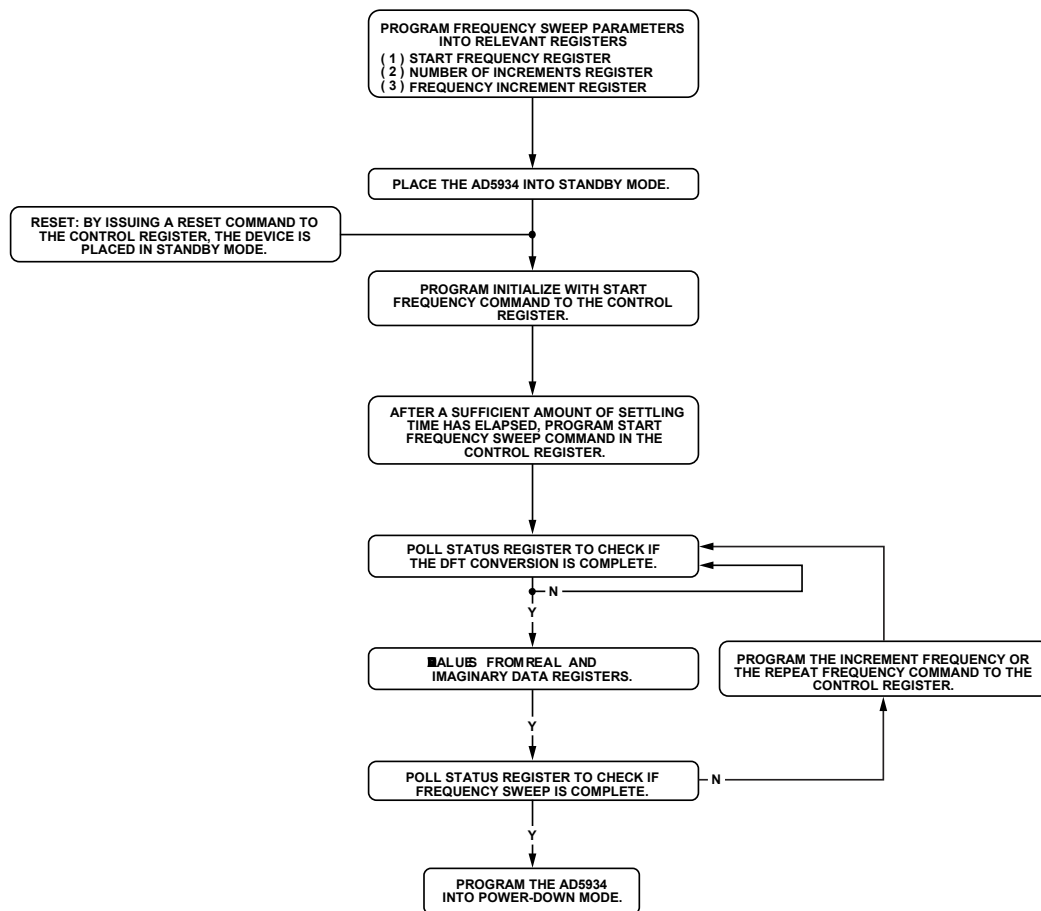 PROGRAM FREQUENCY SWEEP PARAMETERS
INTO RELEVANT REGISTERS
(1) START FREQUENCY REGISTER
(2) NUMBER OF INCREMENTS REGISTER
(3) FREQUENCY INCREMENT REGISTER
PLACE THE AD5934 INTO STANDBY MODE.
RESET: BY ISSUING A RESET COMMAND TO
THE CONTROL REGISTER, THE DEVICE IS
PLACED IN STANDBY MODE.
PROGRAM INITIALIZE WITH START
FREQUENCY COMMAND TO THE CONTROL
REGISTER.
AFTER A SUFFICIENT AMOUNT OF SETTLING
TIME HAS ELAPSED, PROGRAM START
FREQUENCY SWEEP COMMAND IN THE
CONTROL REGISTER.
POLL STATUS REGISTER TO CHECK IF
THE DFT CONVERSION IS COMPLETE.
N
Y
FROM REAL AND
IMAGINARY DATA REGISTERS.
PROGRAM THE INCREMENT FREQUENCY OR
THE REPEAT FREQUENCY COMMAND TO THE
CONTROL REGISTER.
Y
POLL STATUS REGISTER TO CHECK IF
FREQUENCY SWEEP IS COMPLETE.
N
Y
PROGRAM THE AD5934
INTO POWER-DOWN MODE.